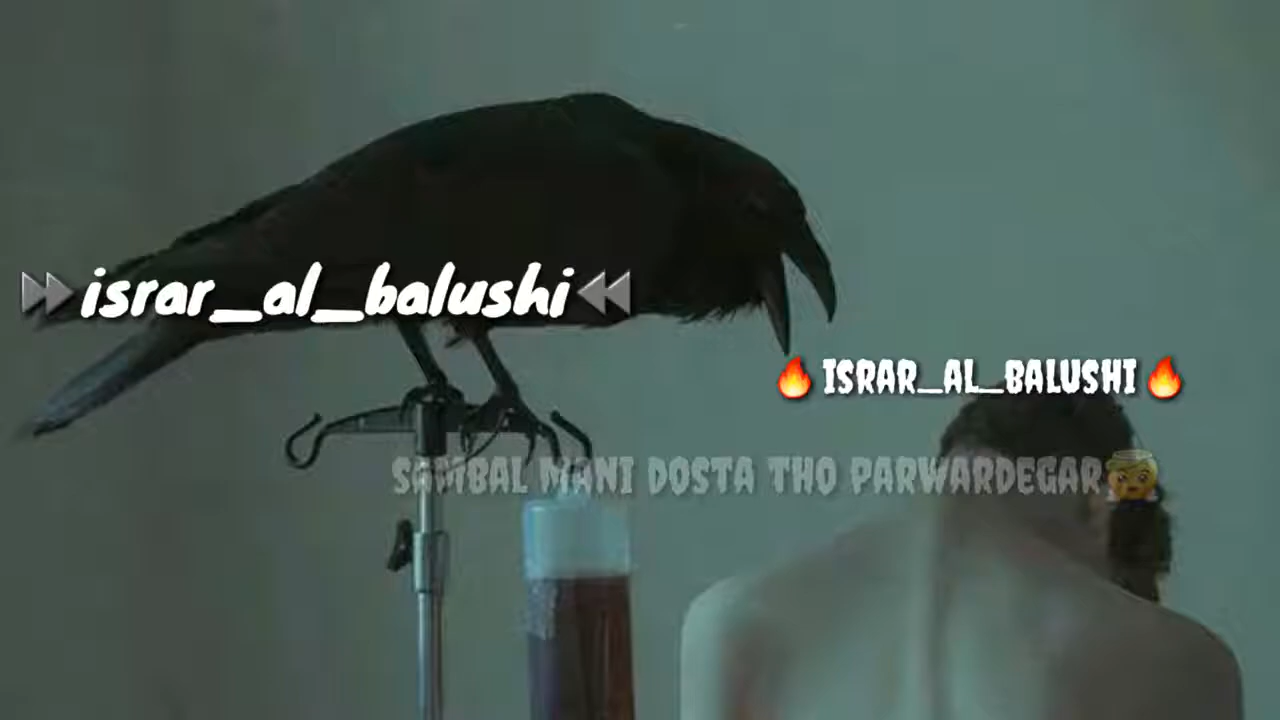 ⏩israr_al_balushi⏪
🔥ISRAR_AL_BALUSHI🔥
SAMBAL MANI DOSTA THO PARWARDEGAR😇